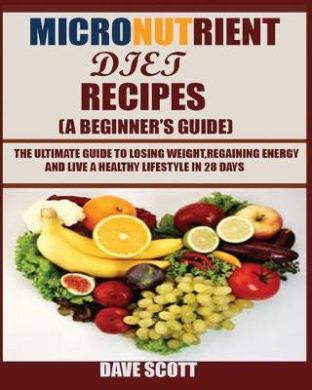 MICRONUTRIENT
DIET
RECIPES
(A BEGINNER'S GUIDE)
THE ULTIMATE GUIDE TO LOSING WEIGHT,REGAINING ENERGY
AND LIVE A HEALTHY LIFESTYLE IN 28 DAYS
DAVE SCOTT